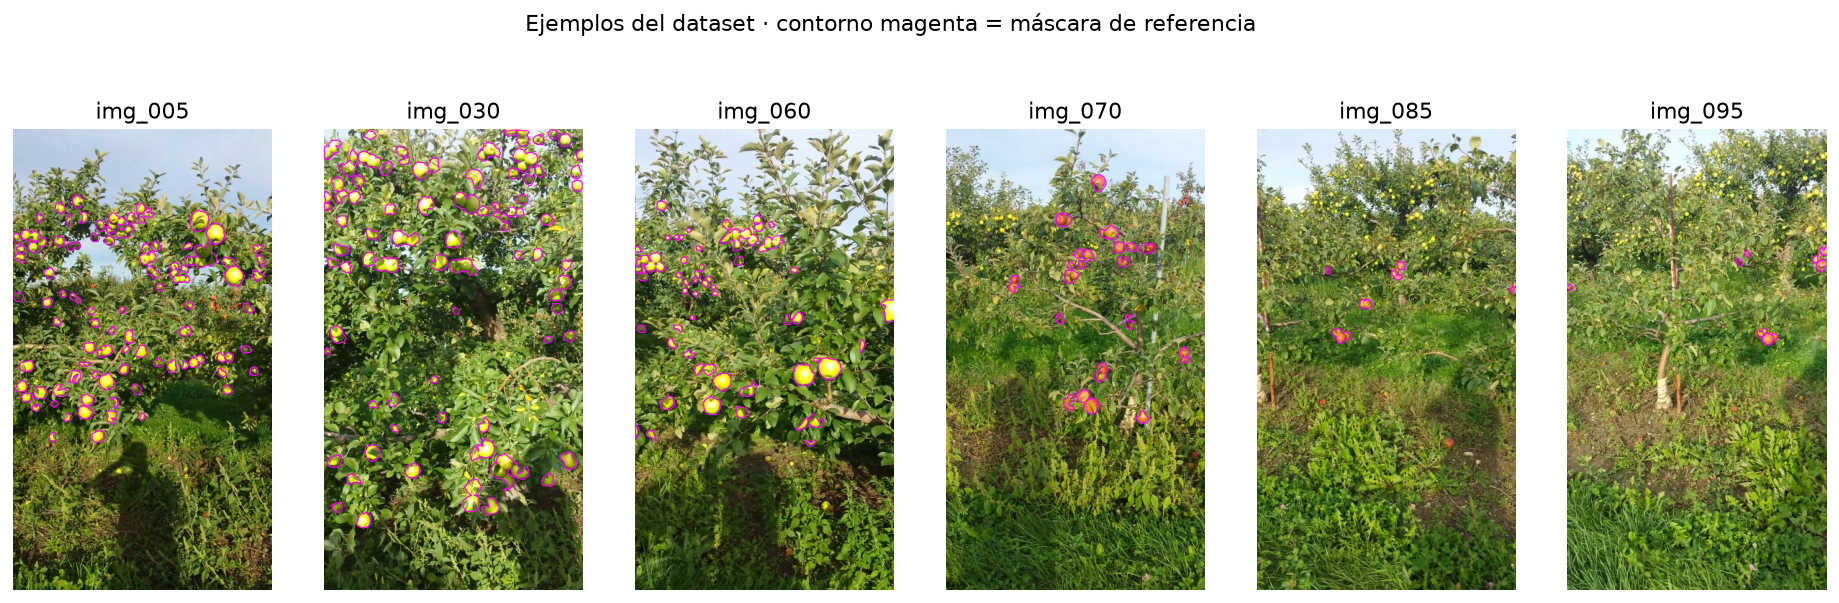 Ejemplos del dataset · contorno magenta = máscara de referencia
img_005
img_030
img_060
img_070
img_085
img_095